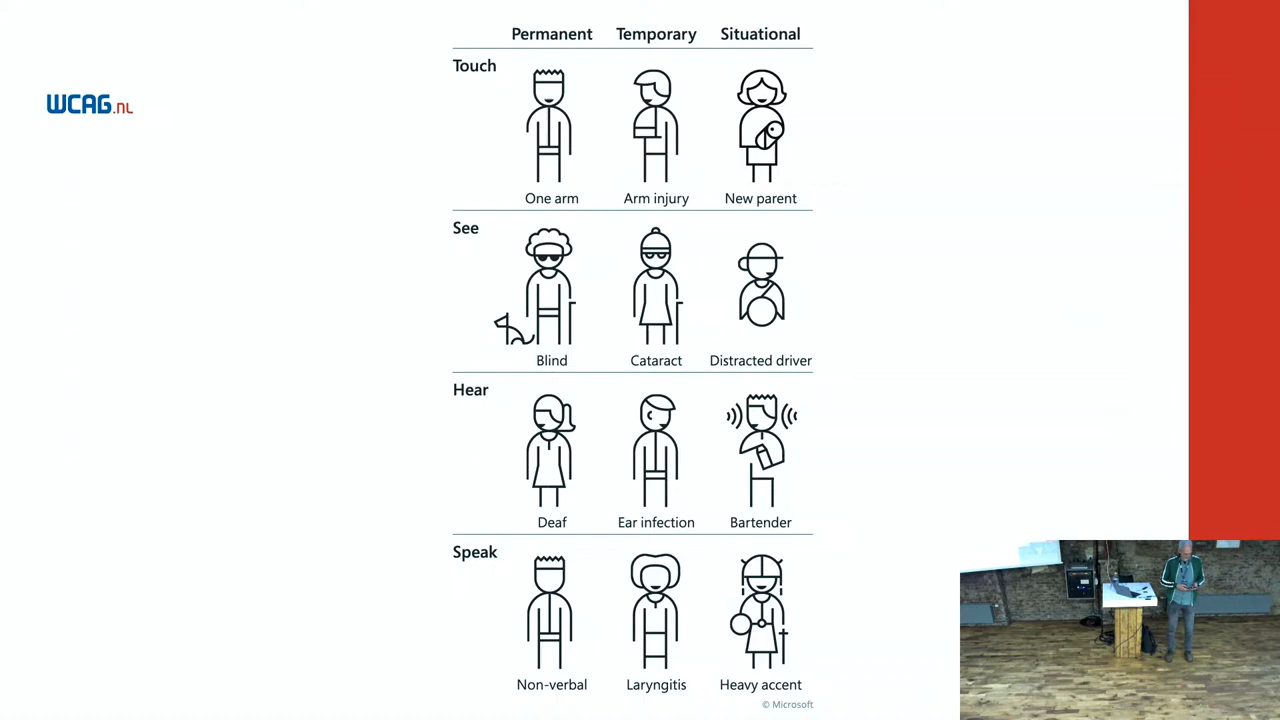 WCAG.NL
Permanent Temporary Situational
Touch
One arm Arm injury New parent
See
Blind Cataract Distracted driver
Hear
Deaf Ear infection Bartender
Speak
Non-verbal Laryngitis Heavy accent
© Microsoft